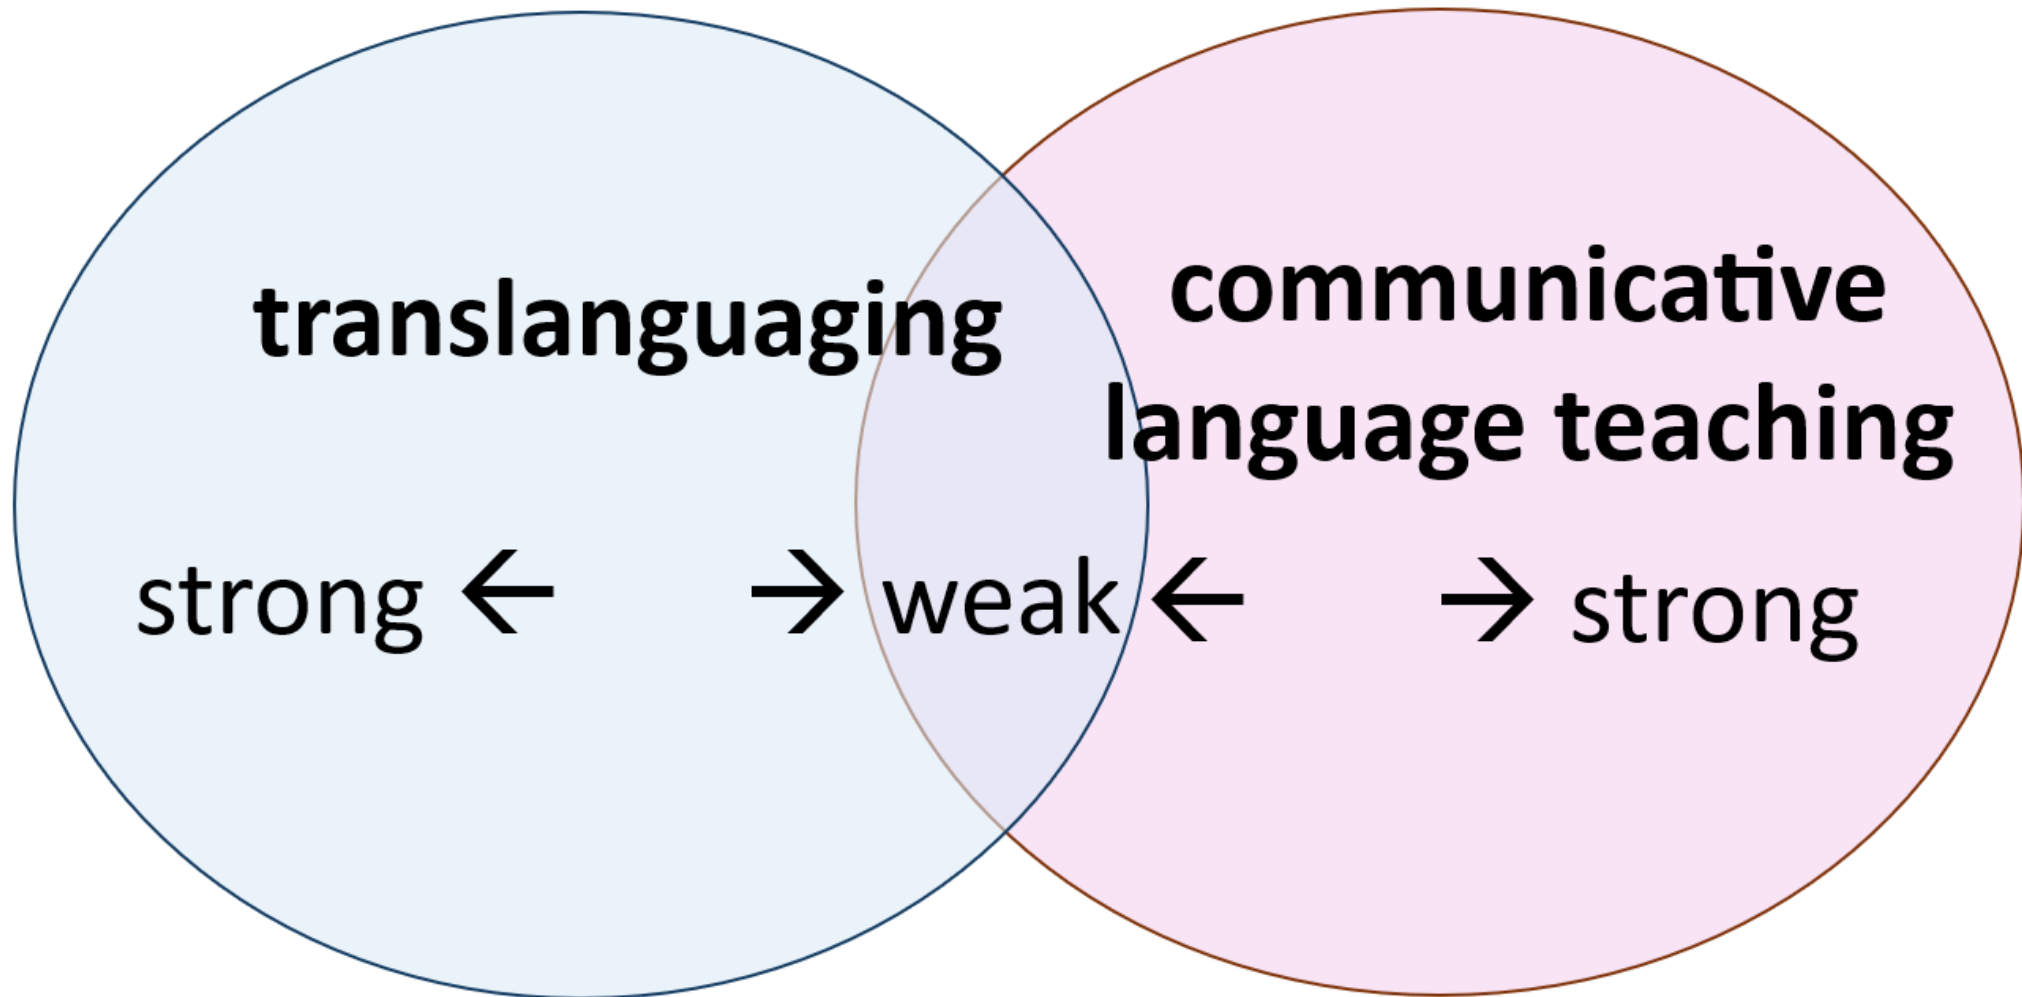 translanguaging
communicative
language teaching
strong ← → weak ← → strong